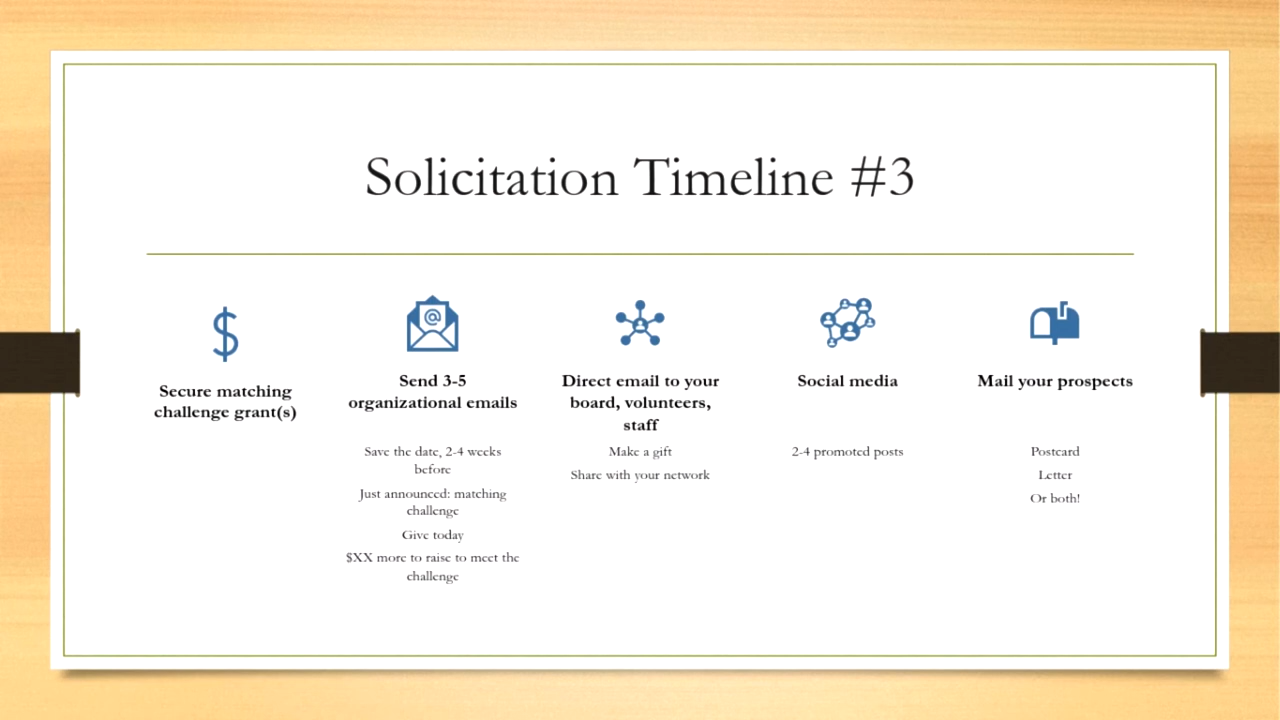 Solicitation Timeline #3
@
$
Secure matching
challenge grant(s)
Send 3-5
organizational emails
Save the date, 2-4 weeks
before
Just announced: matching
challenge
Give today
$XX more to raise to meet the
challenge
Direct email to your
board, volunteers,
staff
Make a gift
Share with your network
Social media
2-4 promoted posts
Mail your prospects
Postcard
Letter
Or both!